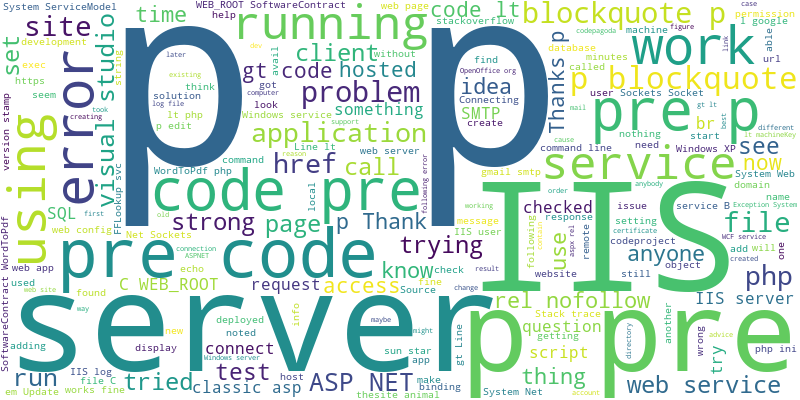 System ServiceModel
WEB_ROOT SoftwareContract
web page
code lt
blockquote p
time
help
running
stackoverflow
permission
i google
site
development
set
visual studio
client
without
database
machine
figure
case
link
able
exec
string
gt code
hosted
avail
find
work
dev
https
error
later
existing
think
got
computer
problem
OpenOffice org
idea
Connecting
minutes
called
url
codepagoda
p blockquote
seem
solution
log file
creating
look
something
SMTP
create
Thanks p
user
Sockets Socket
gt lt
best
took
lt php
p edit
Windows service
support
application
nothing
mail
pre p
different
version stamp
using
code pre
Line lt
web server
br
start
Windows XP
cause
lt machineKey
WordToPdf php
command
reason
href
call
command line
need
see
System Web
SQL
FFLookup svc
local
following error
gmail smtp
service
now
anybody
domain
first
strong
page
p Thank
working
order
checked
issue
service B
name
Exception System
old
trying
message
IIS
following
response
setting
certificate
file
WordToPdf
web config
Net Sockets
pre code
IIS user
common
use
aspx rel
remote
codeproject
add
will
WCF service
created
connection
ASPNET
know
check
website
still
anyone
object
one
SoftwareContract
web app
echo
result
used
C WEB_ROOT
request
access
fine
source
change
rel nofollow
IIS server
php
web site
found
info
way
server
deployed
noted
maybe
might
p pre
Stack trace
question
getting
directory
another
wrong
php ini
adding
new
display
connect
sun star
app
gt Line
script
try
advice
run
IIS log
file C
tried
test
Windows server
host
ASP NET
make
binding
thing
web service
em Update
works fine
classic asp
thesite animal
System Net
account